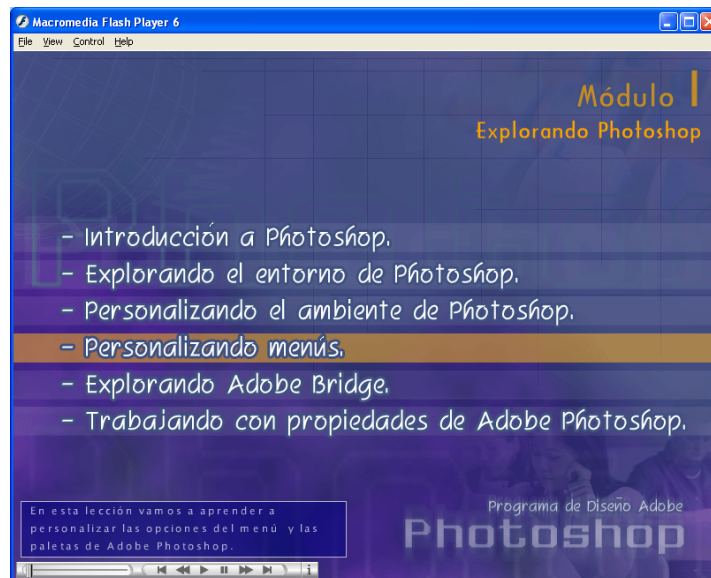 Macromedia Flash Player 6
File View Control Help
Módulo I
Explorando Photoshop
- Introducción a Photoshop.
- Explorando el entorno de Photoshop.
- Personalizando el ambiente de Photoshop.
- Personalizando menús.
- Explorando Adobe Bridge.
- Trabajando con propiedades de Adobe Photoshop.
En esta lección vamos a aprender a
personalizar las opciones del menú y las
paletas de Adobe Photoshop.
Programa de Diseño Adobe
Photoshop
i